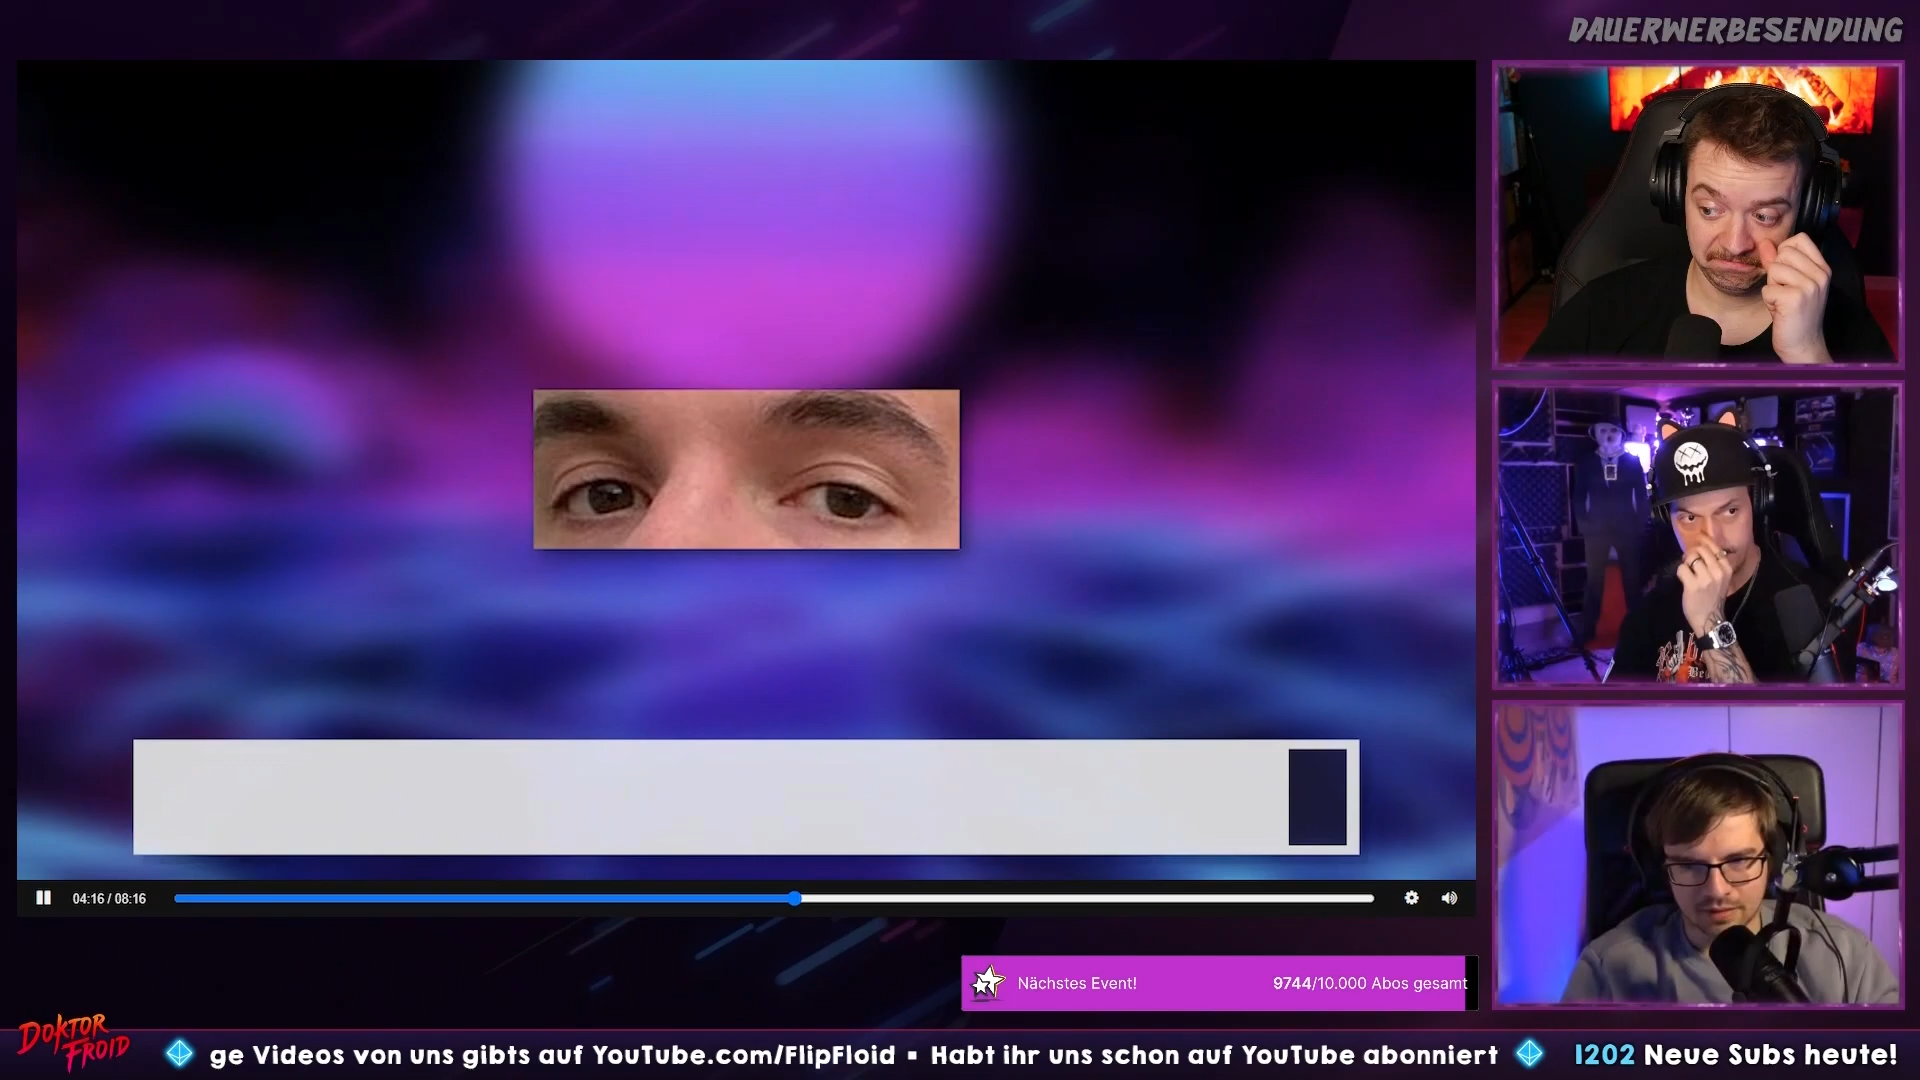 DAUERWERBESENDUNG
04:16 / 08:16
Nächstes Event! 9744/10.000 Abos gesamt
DOKTOR
FROID
ge Videos von uns gibts auf YouTube.com/FlipFloid ▪ Habt ihr uns schon auf YouTube abonniert
1202 Neue Subs heute!